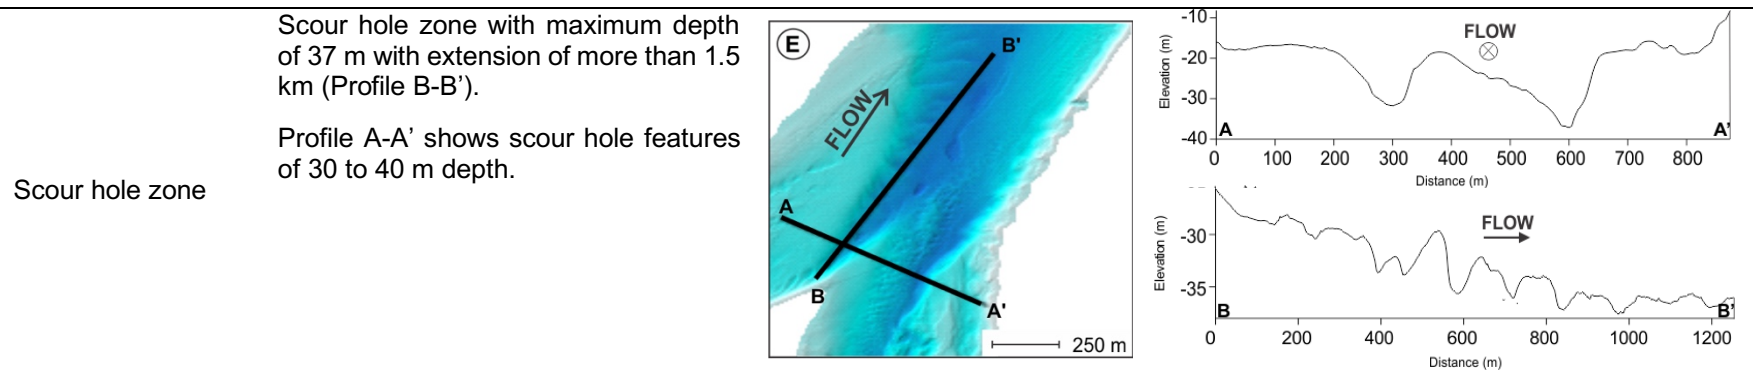 Scour hole zone
Scour hole zone with maximum depth
of 37 m with extension of more than 1.5
km (Profile B-B’).
Profile A-A’ shows scour hole features
of 30 to 40 m depth.
E
B'
FLOW
A
B
A'
250 m
-10
-20
-30
-40
Elevation (m)
FLOW
A
A’
0 100 200 300 400 500 600 700 800
Distance (m)
-30
-35
Elevation (m)
FLOW
B
B’
0 200 400 600 800 1000 1200
Distance (m)